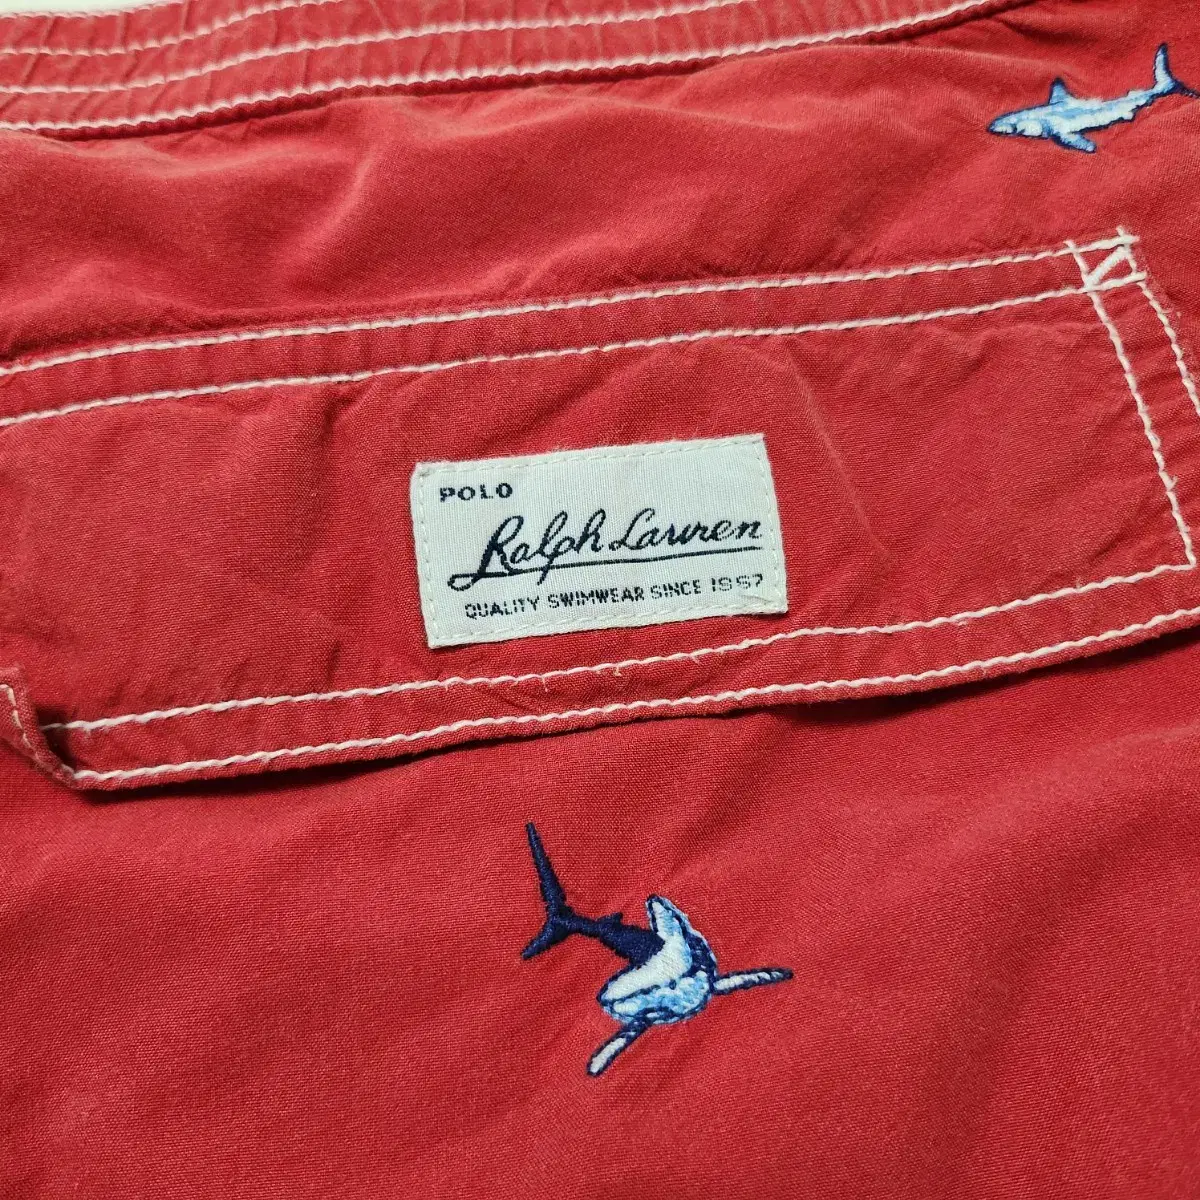 POLO
Ralph Lauren
QUALITY SWIMWEAR SINCE 1967